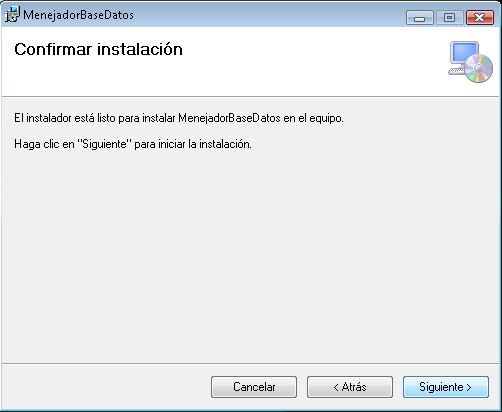 MenejadorBaseDatos
Confirmar instalación
El instalador está listo para instalar MenejadorBaseDatos en el equipo.
Haga clic en "Siguiente" para iniciar la instalación.
Cancelar
< Atrás
Siguiente >